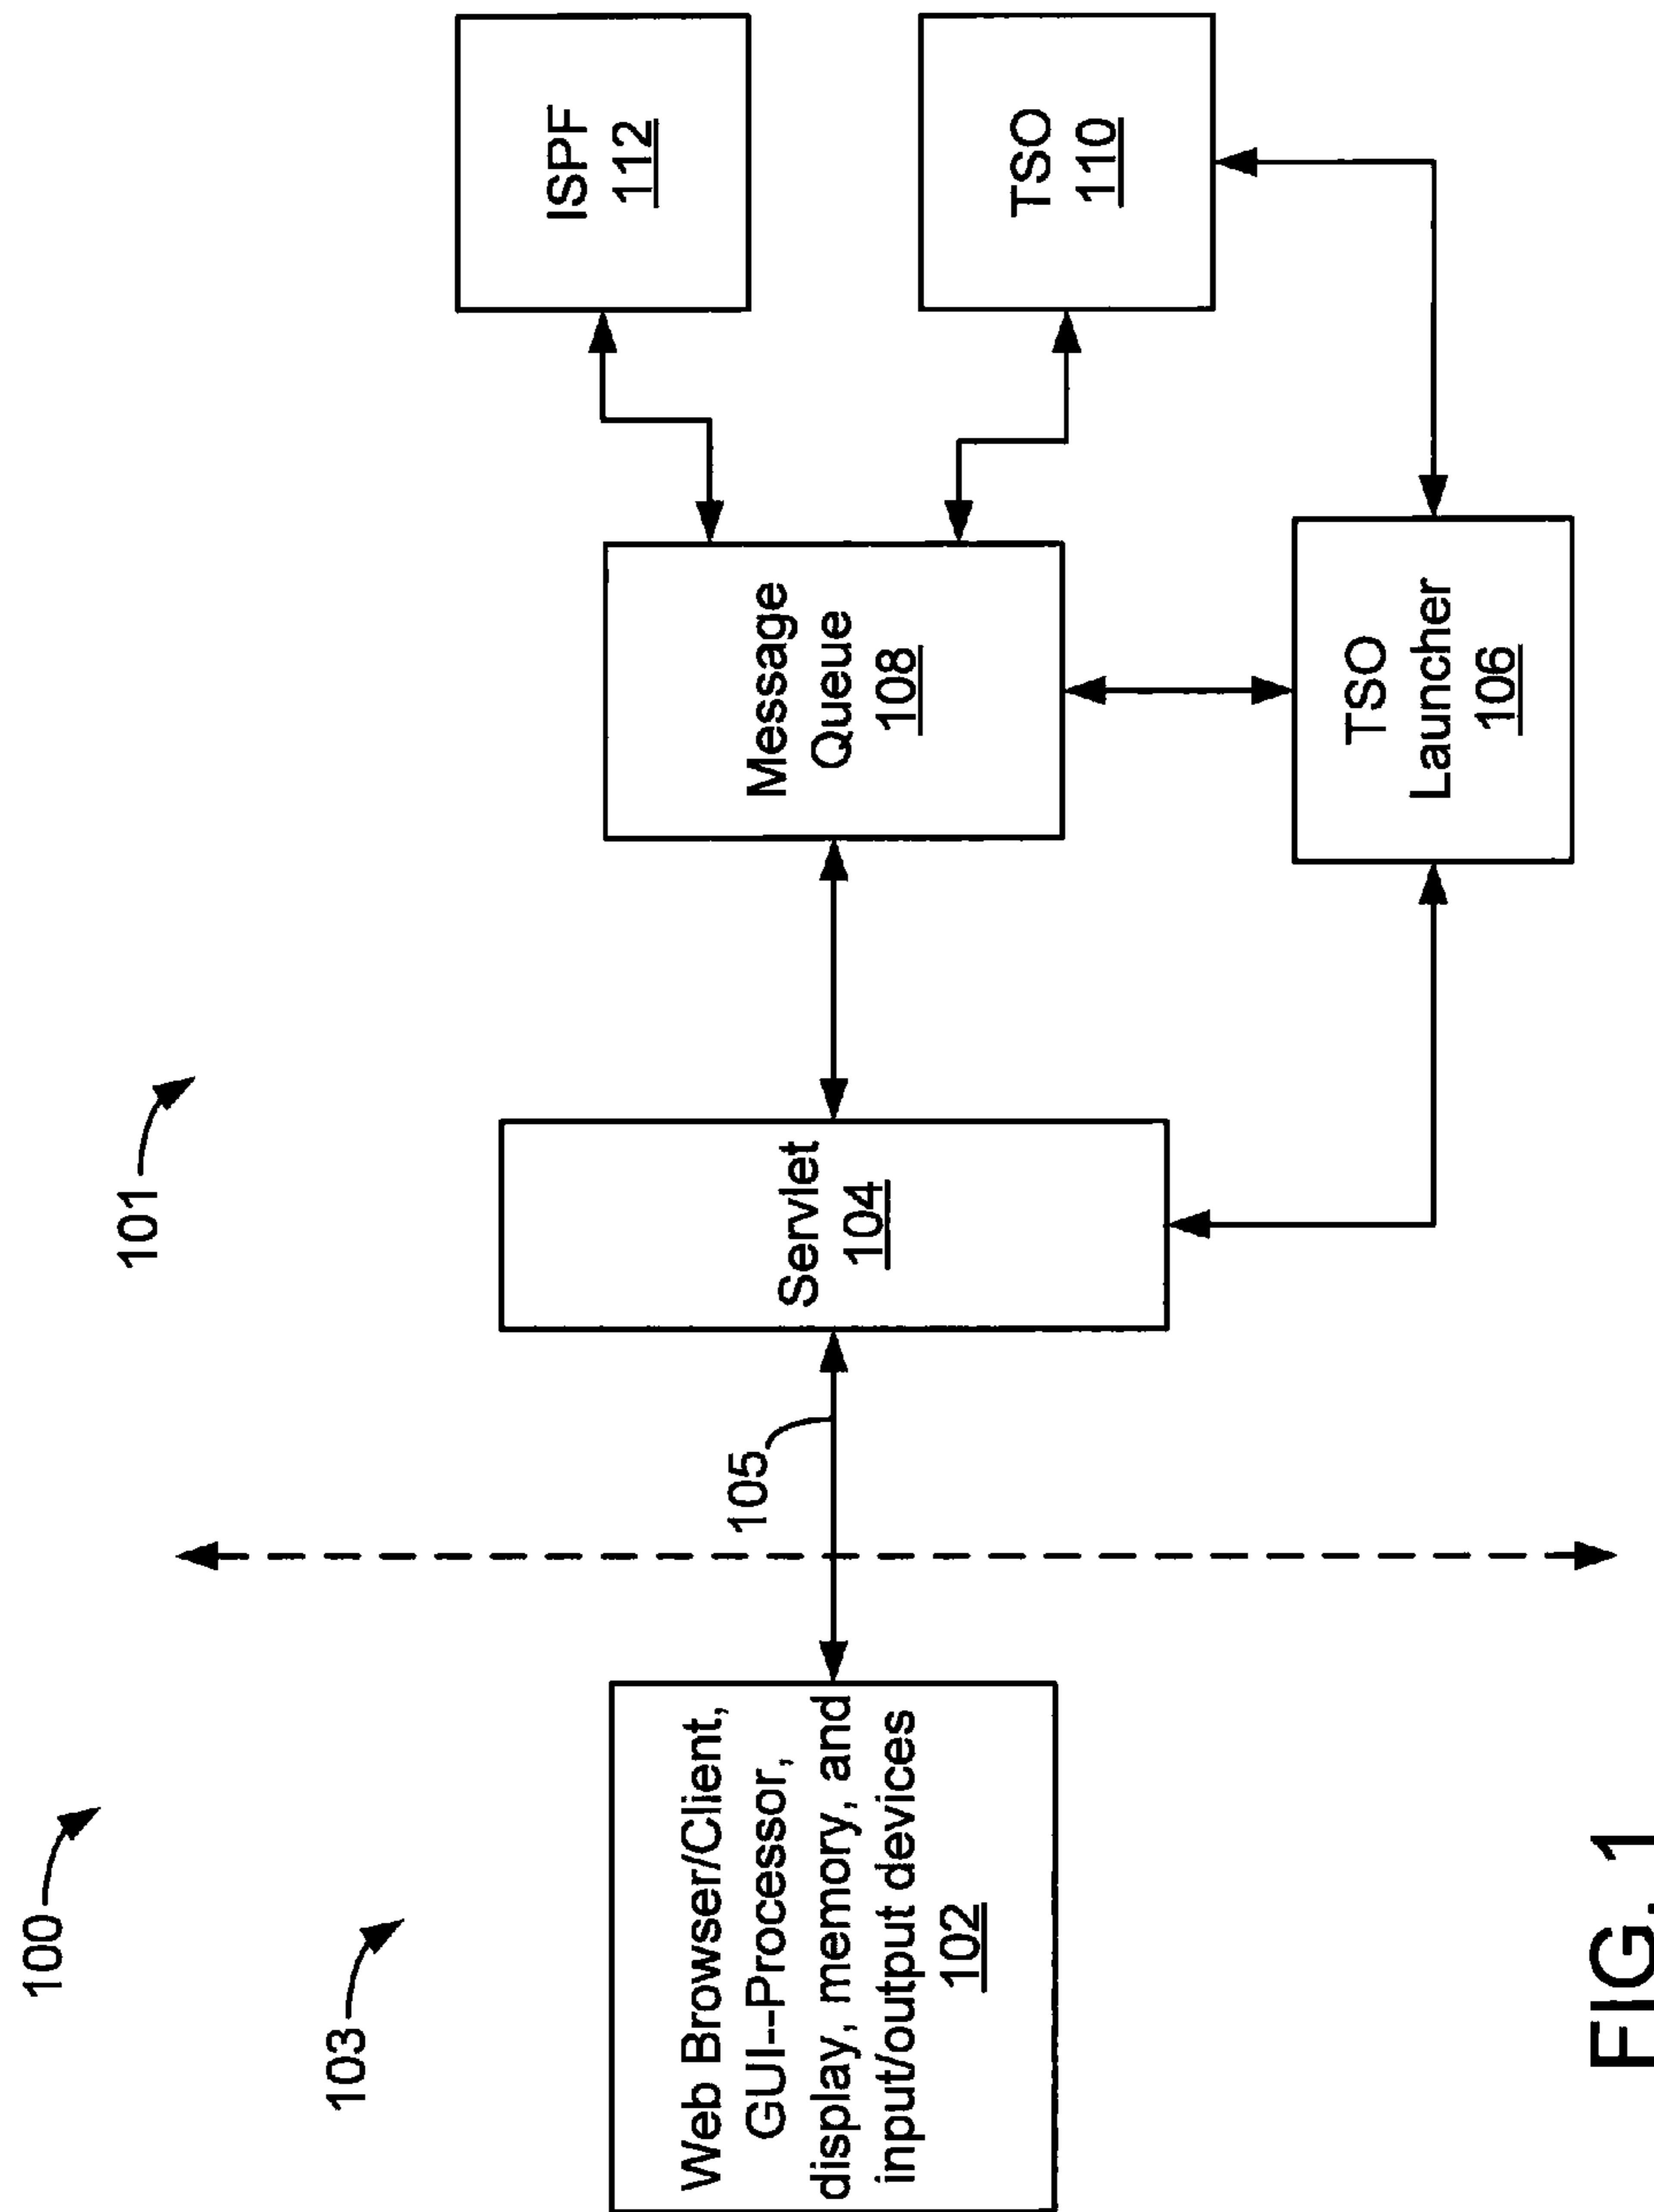 100
101
103
Web Browser/Client,
GUI--Processor,
display, memory, and
input/output devices
102
105
Servlet
104
Message
Queue
108
ISPF
112
TSO
110
TSO
Launcher
106
FIG. 1